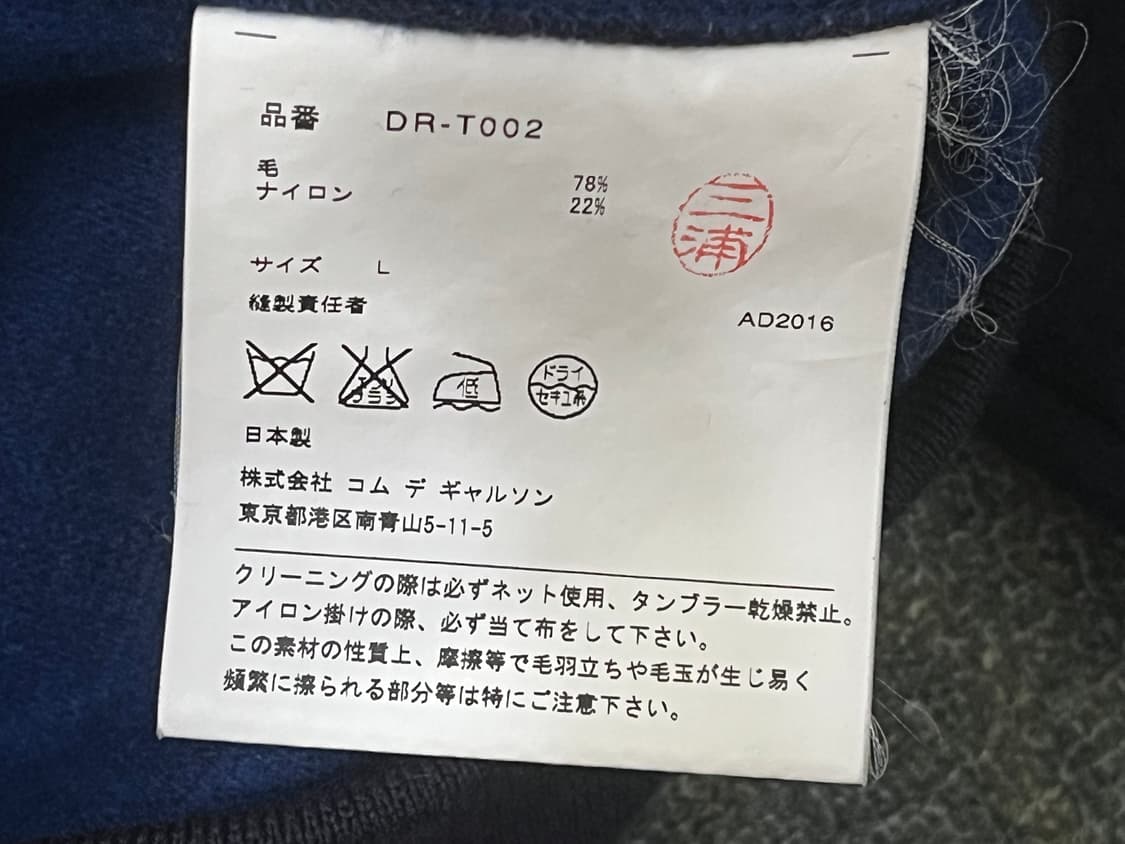 品番 DR-T002
毛 78%
ナイロン 22%
三浦
サイズ L
縫製責任者
AD2016
エンソ
サラシ
低
ドライ
セキユ系
日本製
株式会社 コム デ ギャルソン
東京都港区南青山5-11-5
クリーニングの際は必ずネット使用、タンブラー乾燥禁止。
アイロン掛けの際、必ず当て布をして下さい。
この素材の性質上、摩擦等で毛羽立ちや毛玉が生じ易く
頻繁に擦られる部分等は特にご注意下さい。